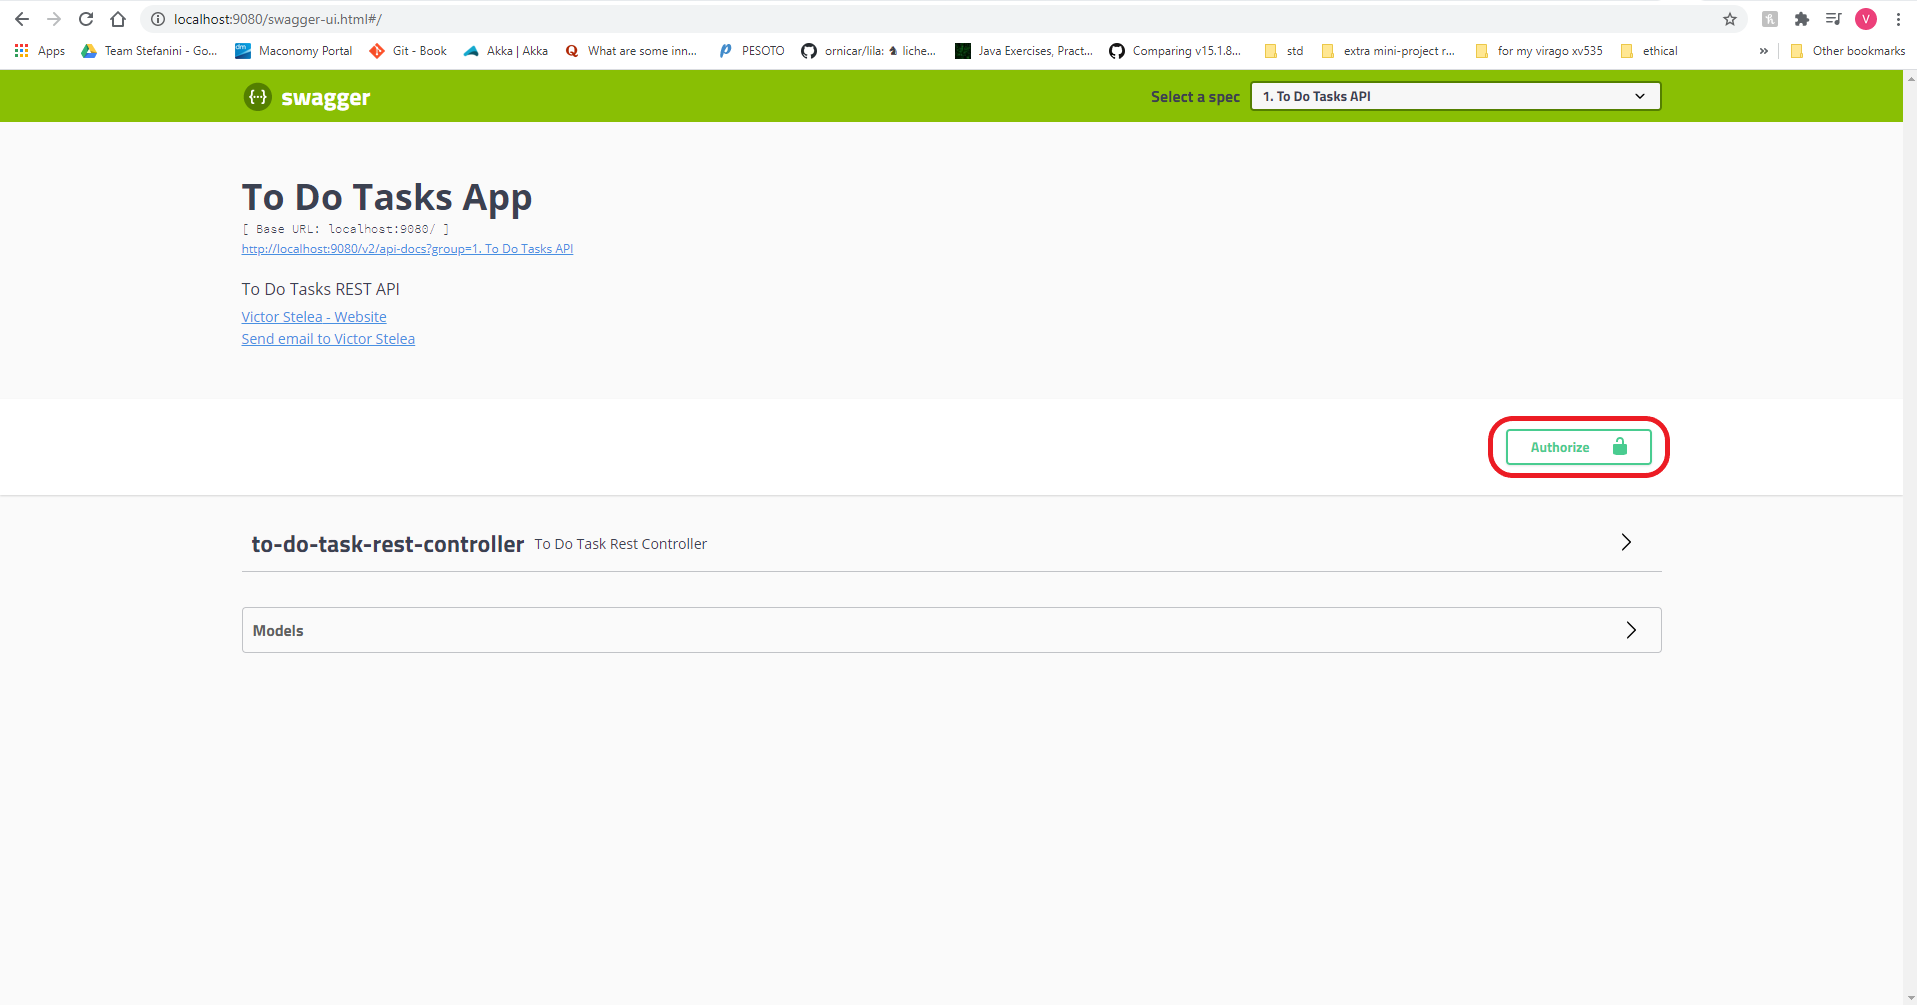 localhost:9080/swagger-ui.html#/
V
Apps Team Stefanini - Go... dm Maconomy Portal Git - Book Akka | Akka Q What are some inn... P PESOTO ornicar/lila: ♞ liche... Java Exercises, Pract... Comparing v15.1.8... std extra mini-project r... for my virago xv535 ethical » Other bookmarks
{···} swagger Select a spec 1. To Do Tasks API
To Do Tasks App
[ Base URL: localhost:9080/ ]
http://localhost:9080/v2/api-docs?group=1. To Do Tasks API
To Do Tasks REST API
Victor Stelea - Website
Send email to Victor Stelea
Authorize
to-do-task-rest-controller To Do Task Rest Controller
Models